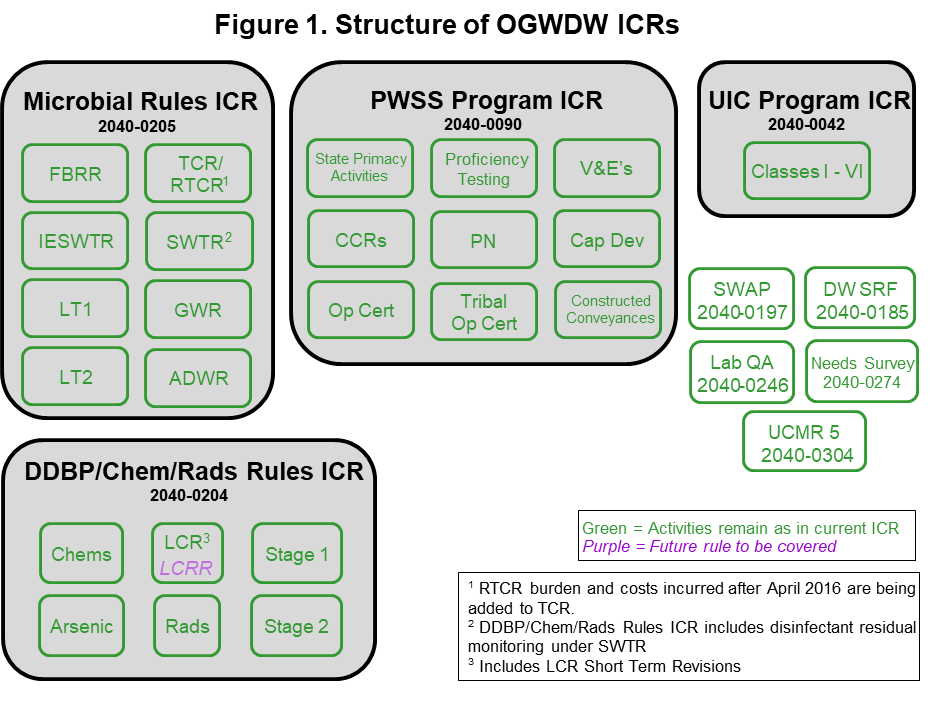 Figure 1. Structure of OGWDW ICRs
Microbial Rules ICR
2040-0205
FBRR
TCR/
RTCR¹
IESWTR
SWTR²
LT1
GWR
LT2
ADWR
PWSS Program ICR
2040-0090
State Primacy
Activities
Proficiency
Testing
V&E's
CCRs
PN
Cap Dev
Op Cert
Tribal
Op Cert
Constructed
Conveyances
UIC Program ICR
2040-0042
Classes I - VI
SWAP
2040-0197
DW SRF
2040-0185
Lab QA
2040-0246
Needs Survey
2040-0274
UCMR 5
2040-0304
DDBP/Chem/Rads Rules ICR
2040-0204
Chems
LCR³
LCRR
Stage 1
Arsenic
Rads
Stage 2
Green = Activities remain as in current ICR
Purple = Future rule to be covered
¹ RTCR burden and costs incurred after April 2016 are being
added to TCR.
² DDBP/Chem/Rads Rules ICR includes disinfectant residual
monitoring under SWTR
³ Includes LCR Short Term Revisions